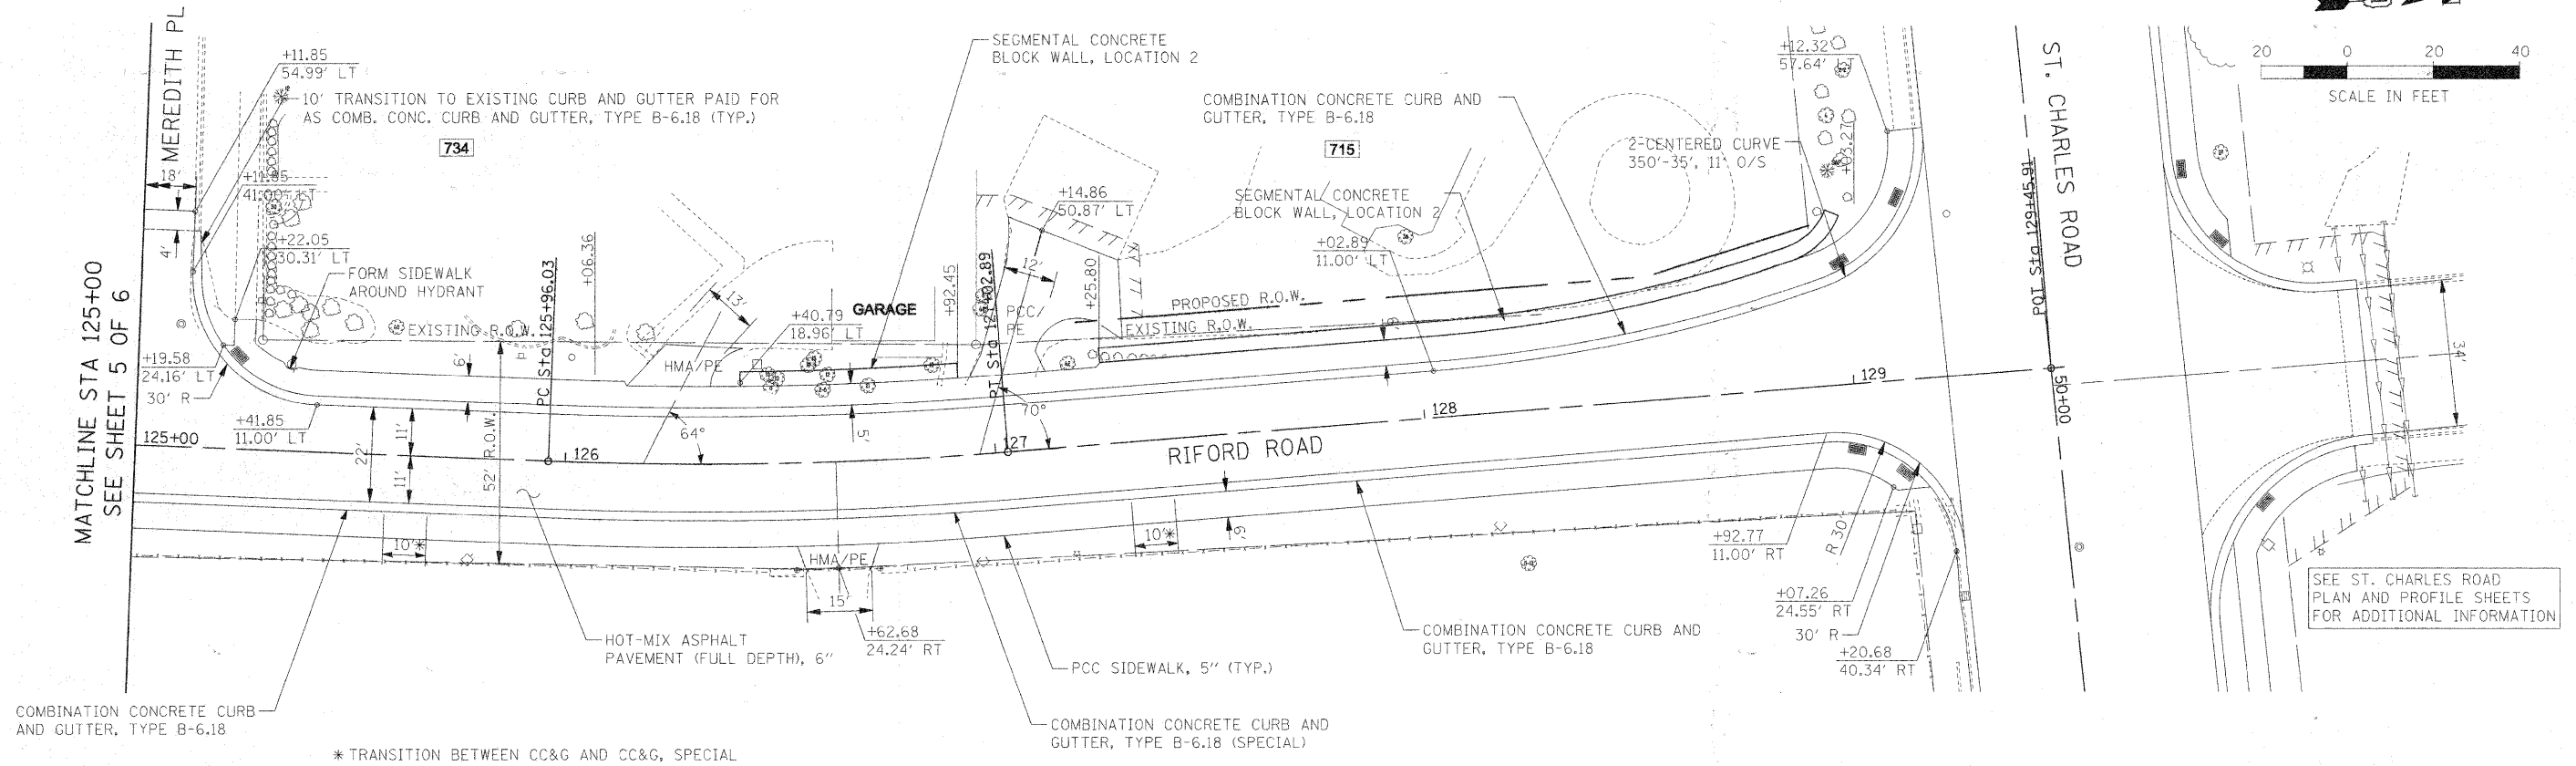 MATCHLINE STA 125+00
SEE SHEET 5 OF 6
MEREDITH PL
18'
4'
+11.85
54.99' LT
10' TRANSITION TO EXISTING CURB AND GUTTER PAID FOR
AS COMB. CONC. CURB AND GUTTER, TYPE B-6.18 (TYP.)
734
+11.85
+22.05
30.31' LT
FORM SIDEWALK
AROUND HYDRANT
EXISTING R.O.W.
+19.58
24.16' LT
30' R
+41.85
11.00' LT
125+00
22'
11'
11'
6'
52' R.O.W.
PC Sta 125+96.03
+06.36
126
HMA/PE
13'
64°
+40.79
18.96' LT
GARAGE
+92.45
5'
SEGMENTAL CONCRETE
BLOCK WALL, LOCATION 2
PCC/
PE
12'
+14.86
50.87' LT
+25.80
70°
127
PROPOSED R.O.W.
EXISTING R.O.W.
COMBINATION CONCRETE CURB AND
GUTTER, TYPE B-6.18
715
SEGMENTAL CONCRETE
BLOCK WALL, LOCATION 2
+02.89
11.00' LT
2-CENTERED CURVE
350'-35', 11' O/S
+12.32
57.64' LT
+03.27
6'
128
129
RIFORD ROAD
ST. CHARLES ROAD
POT Sta 129+45.91
50+00
34'
20 0 20 40
SCALE IN FEET
10'*
HMA/PE
15'
+62.68
24.24' RT
10'*
6'
+92.77
11.00' RT
R 30'
+07.26
24.55' RT
30' R
+20.68
40.34' RT
SEE ST. CHARLES ROAD
PLAN AND PROFILE SHEETS
FOR ADDITIONAL INFORMATION
HOT-MIX ASPHALT
PAVEMENT (FULL DEPTH), 6"
PCC SIDEWALK, 5" (TYP.)
COMBINATION CONCRETE CURB AND
GUTTER, TYPE B-6.18
COMBINATION CONCRETE CURB
AND GUTTER, TYPE B-6.18
COMBINATION CONCRETE CURB AND
GUTTER, TYPE B-6.18 (SPECIAL)
* TRANSITION BETWEEN CC&G AND CC&G, SPECIAL